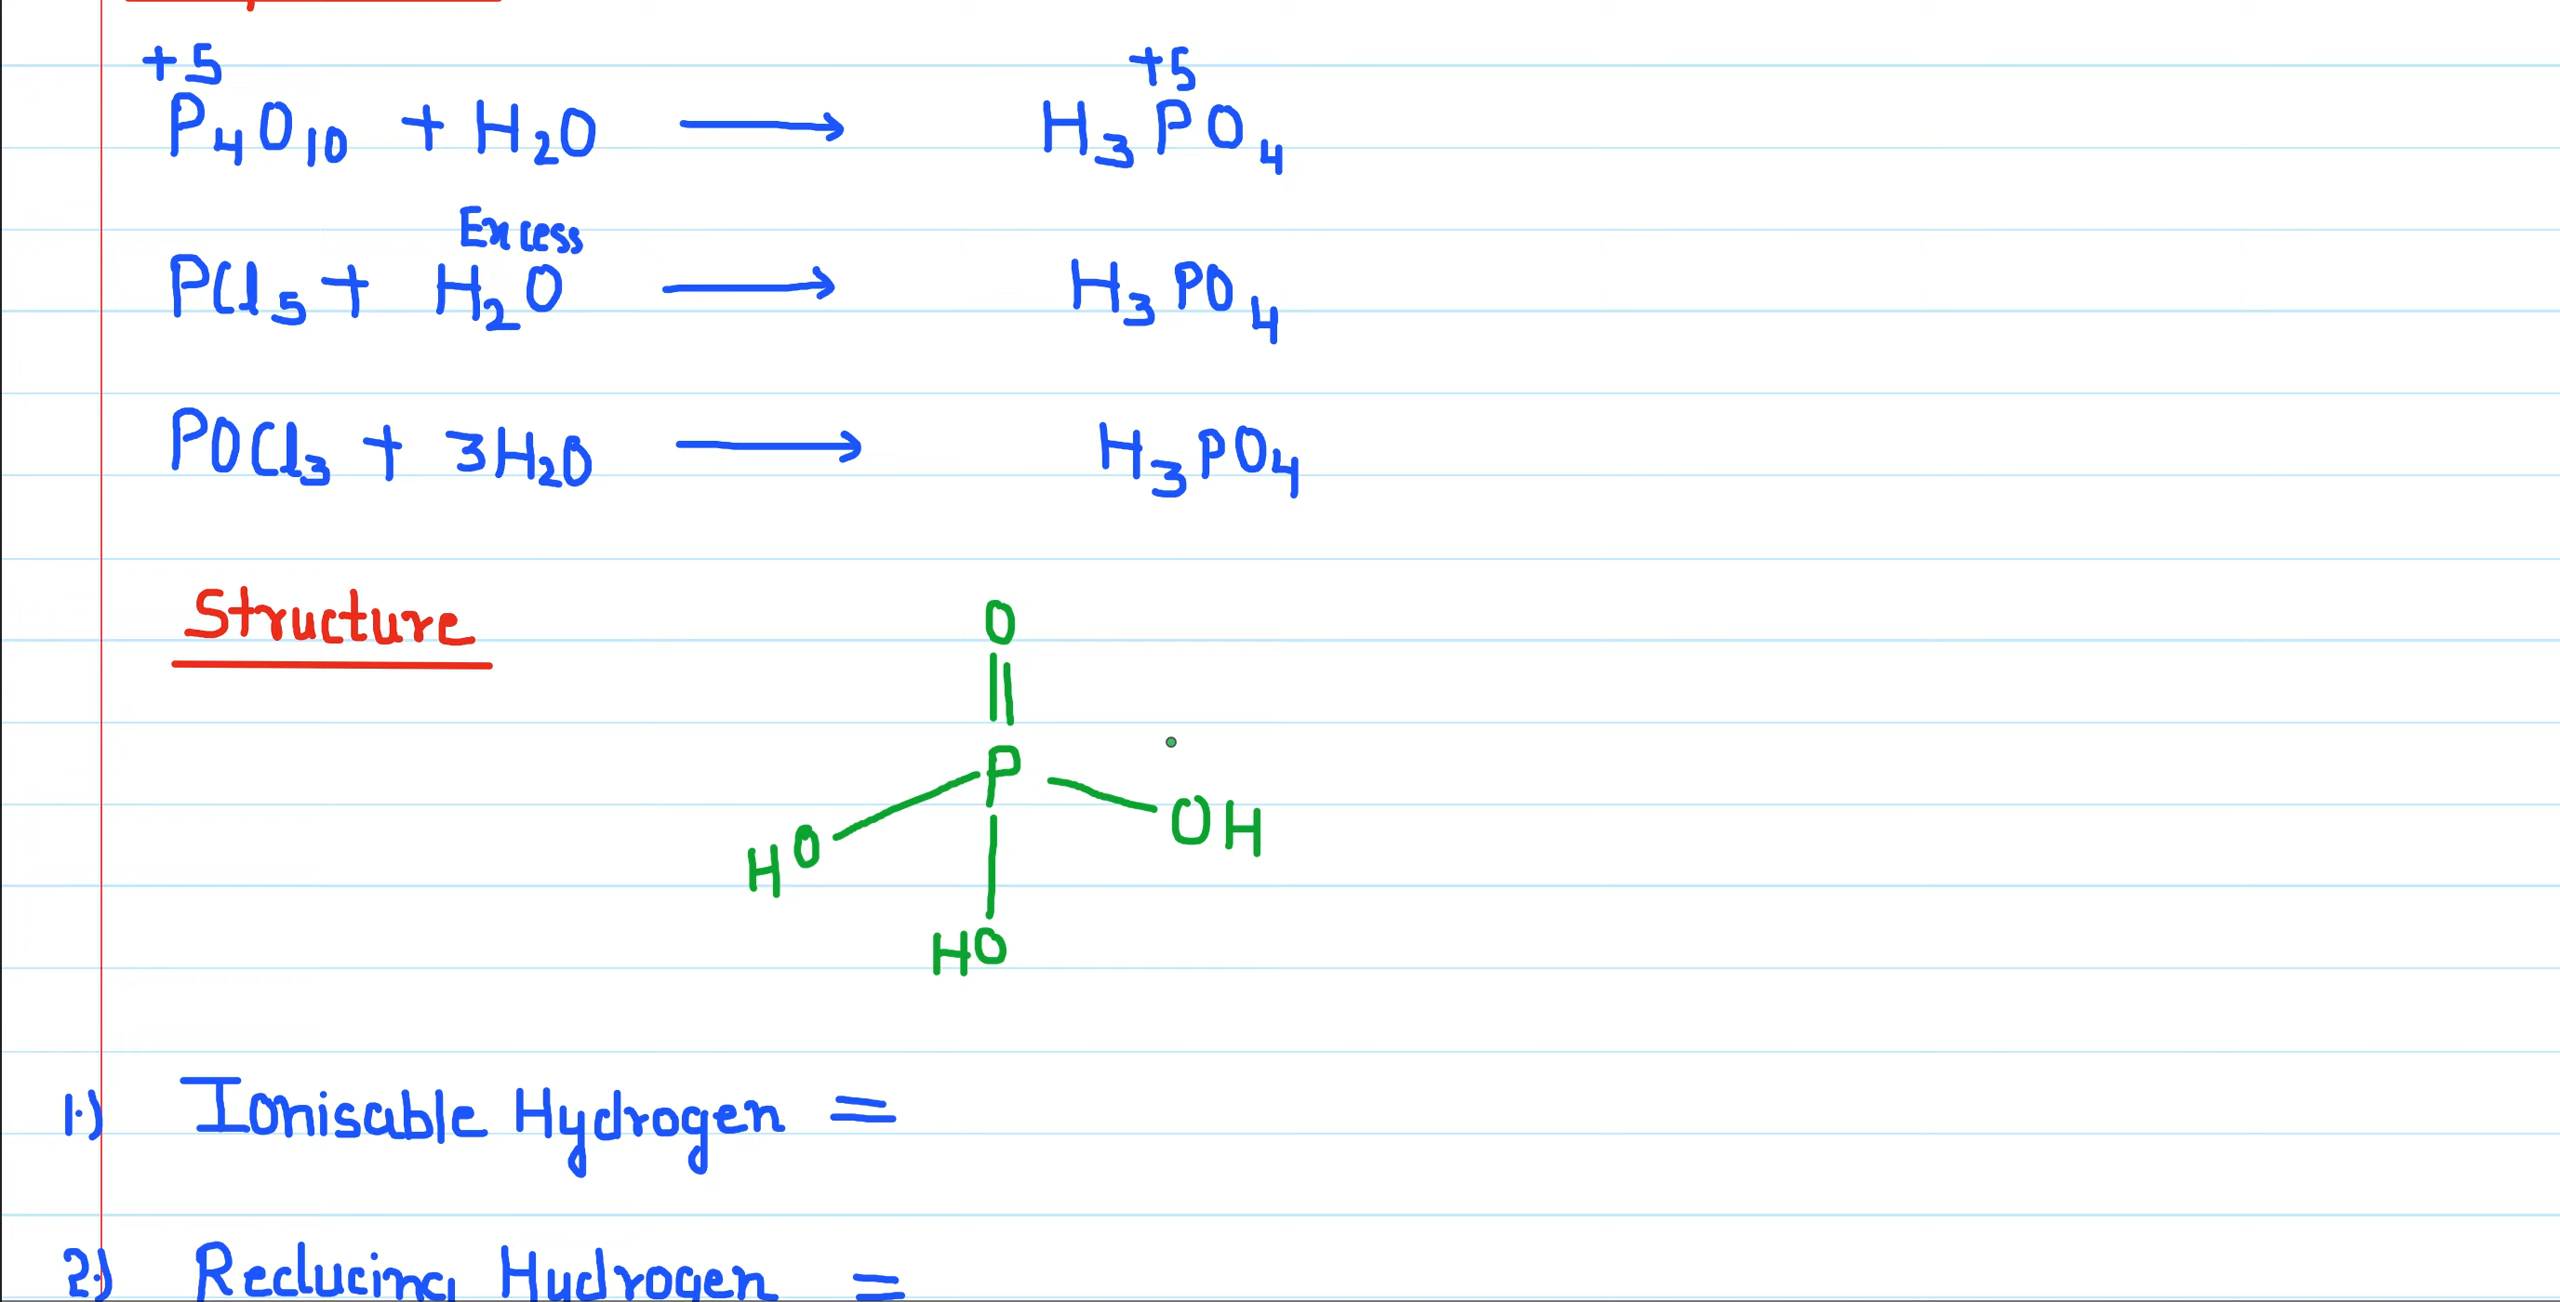 +5 +5
P₄O₁₀ + H₂O ⟶ H₃PO₄
Excess
PCl₅ + H₂O ⟶ H₃PO₄
POCl₃ + 3H₂O ⟶ H₃PO₄
Structure
O
||
P
HO OH
HO
1.) Ionisable Hydrogen =
2.) Reducing Hydrogen =